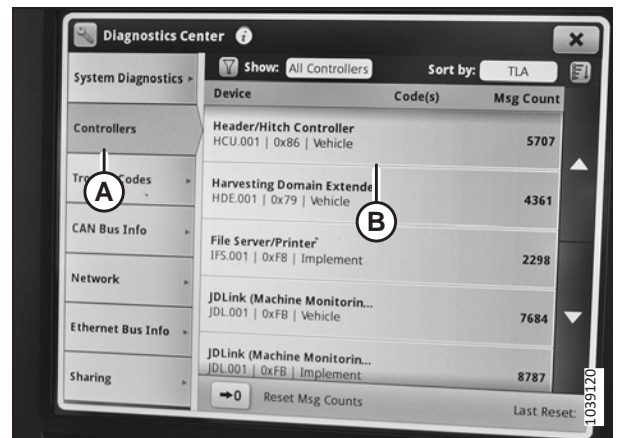 Diagnostics Center i
System Diagnostics
Controllers
Codes
CAN Bus Info
Network
Ethernet Bus Info
Sharing
Show: All Controllers Sort by: TLA
Device Code(s) Msg Count
Header/Hitch Controller
HCU.001 | 0x86 | Vehicle 5707
Harvesting Domain Extende
HDE.001 | 0x79 | Vehicle 4361
File Server/Printer
IFS.001 | 0xF8 | Implement 2298
JDLink (Machine Monitorin...
JDL.001 | 0xFB | Vehicle 7684
JDLink (Machine Monitorin...
JDL.001 | 0xFB | Implement 8787
→0 Reset Msg Counts Last Reset:
A
B
1039120